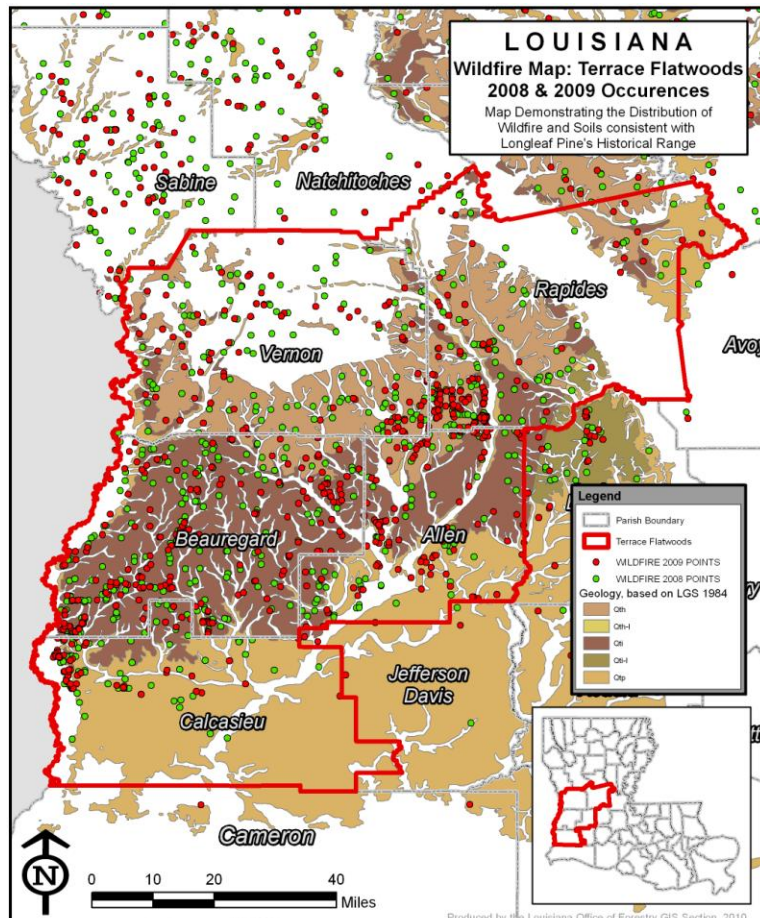 LOUISIANA
Wildfire Map: Terrace Flatwoods
2008 & 2009 Occurences
Map Demonstrating the Distribution of
Wildfire and Soils consistent with
Longleaf Pine's Historical Range
Sabine
Natchitoches
Rapides
Avoy
Vernon
Beauregard
Allen
Legend
Parish Boundary
Terrace Flatwoods
WILDFIRE 2009 POINTS
WILDFIRE 2008 POINTS
Geology, based on LGS 1984
Qth
Qth-l
Qti
Qti-l
Qtp
Jefferson
Davis
Calcasieu
Cameron
N
0 10 20 40
Miles
Produced by the Louisiana Office of Forestry GIS Section, 2010